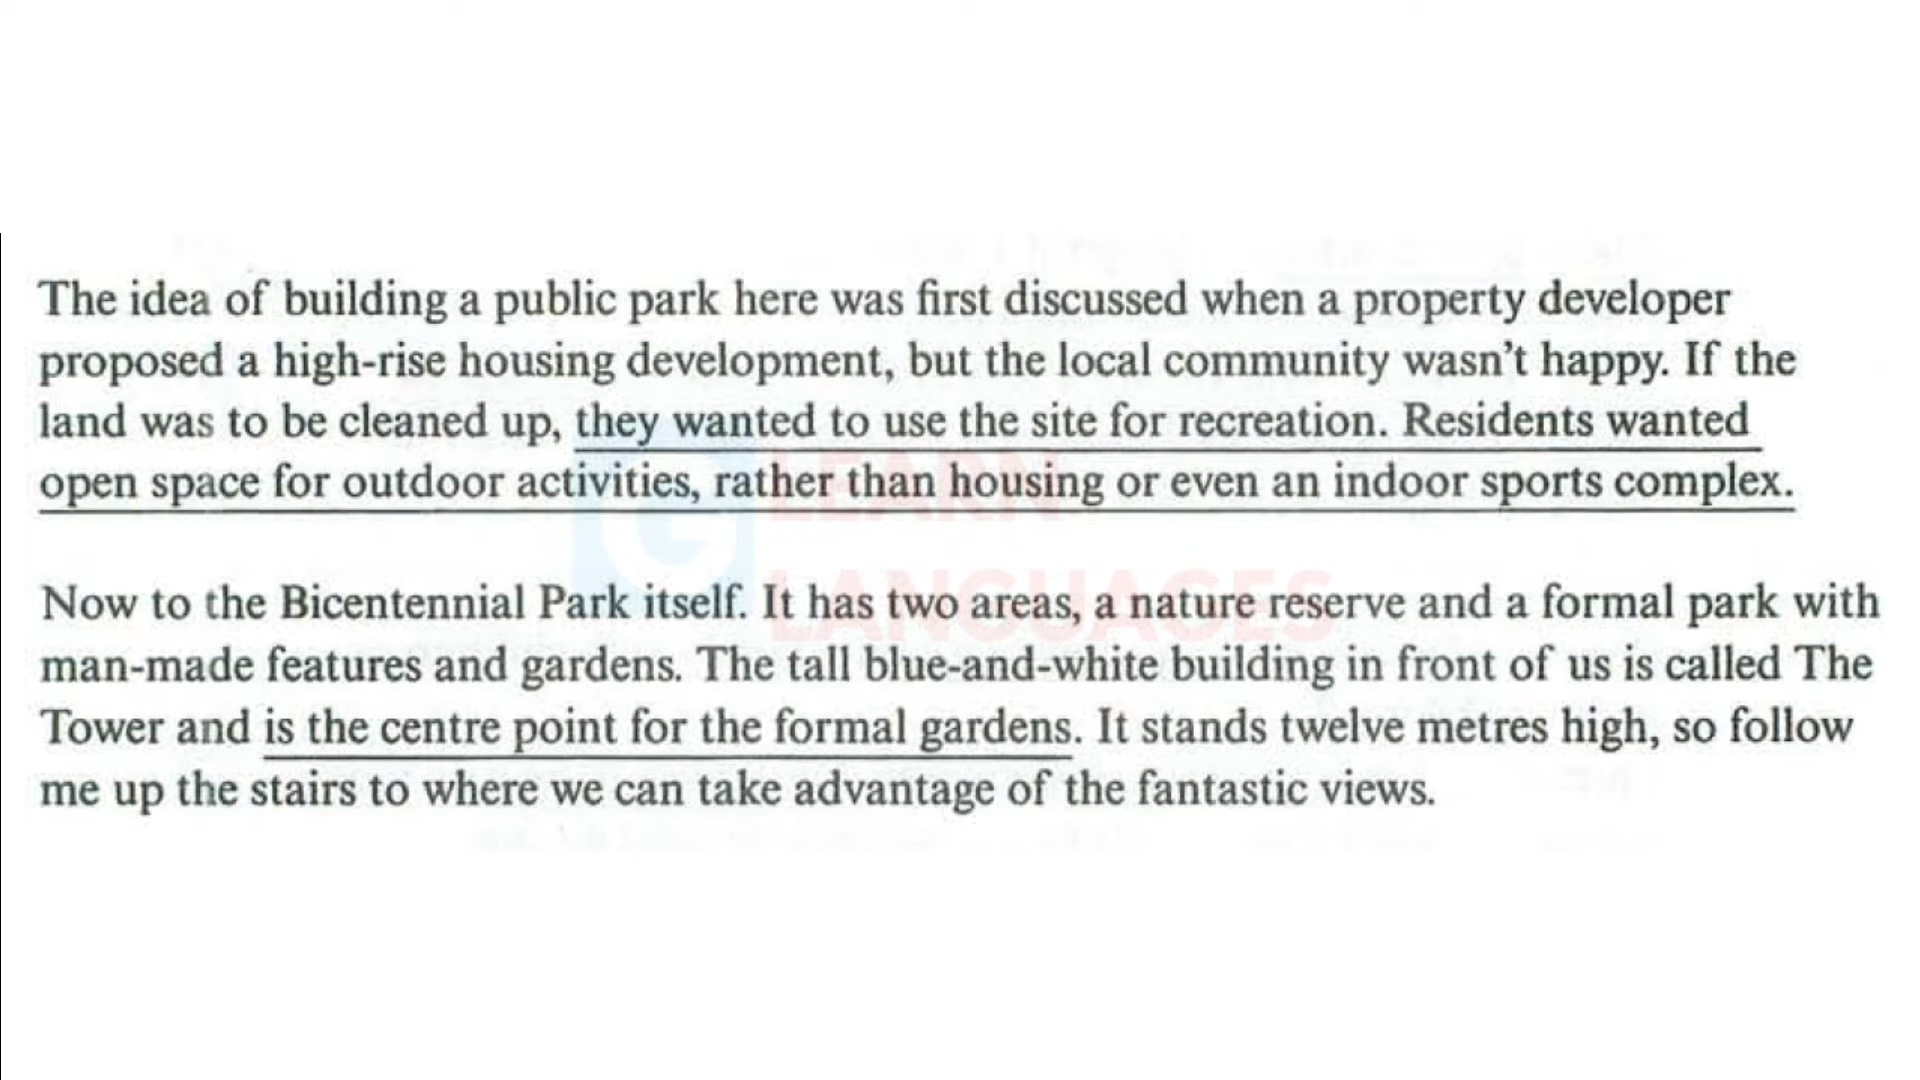 The idea of building a public park here was first discussed when a property developer
proposed a high-rise housing development, but the local community wasn't happy. If the
land was to be cleaned up, they wanted to use the site for recreation. Residents wanted
open space for outdoor activities, rather than housing or even an indoor sports complex.
LEARN
LANGUAGES
Now to the Bicentennial Park itself. It has two areas, a nature reserve and a formal park with
man-made features and gardens. The tall blue-and-white building in front of us is called The
Tower and is the centre point for the formal gardens. It stands twelve metres high, so follow
me up the stairs to where we can take advantage of the fantastic views.